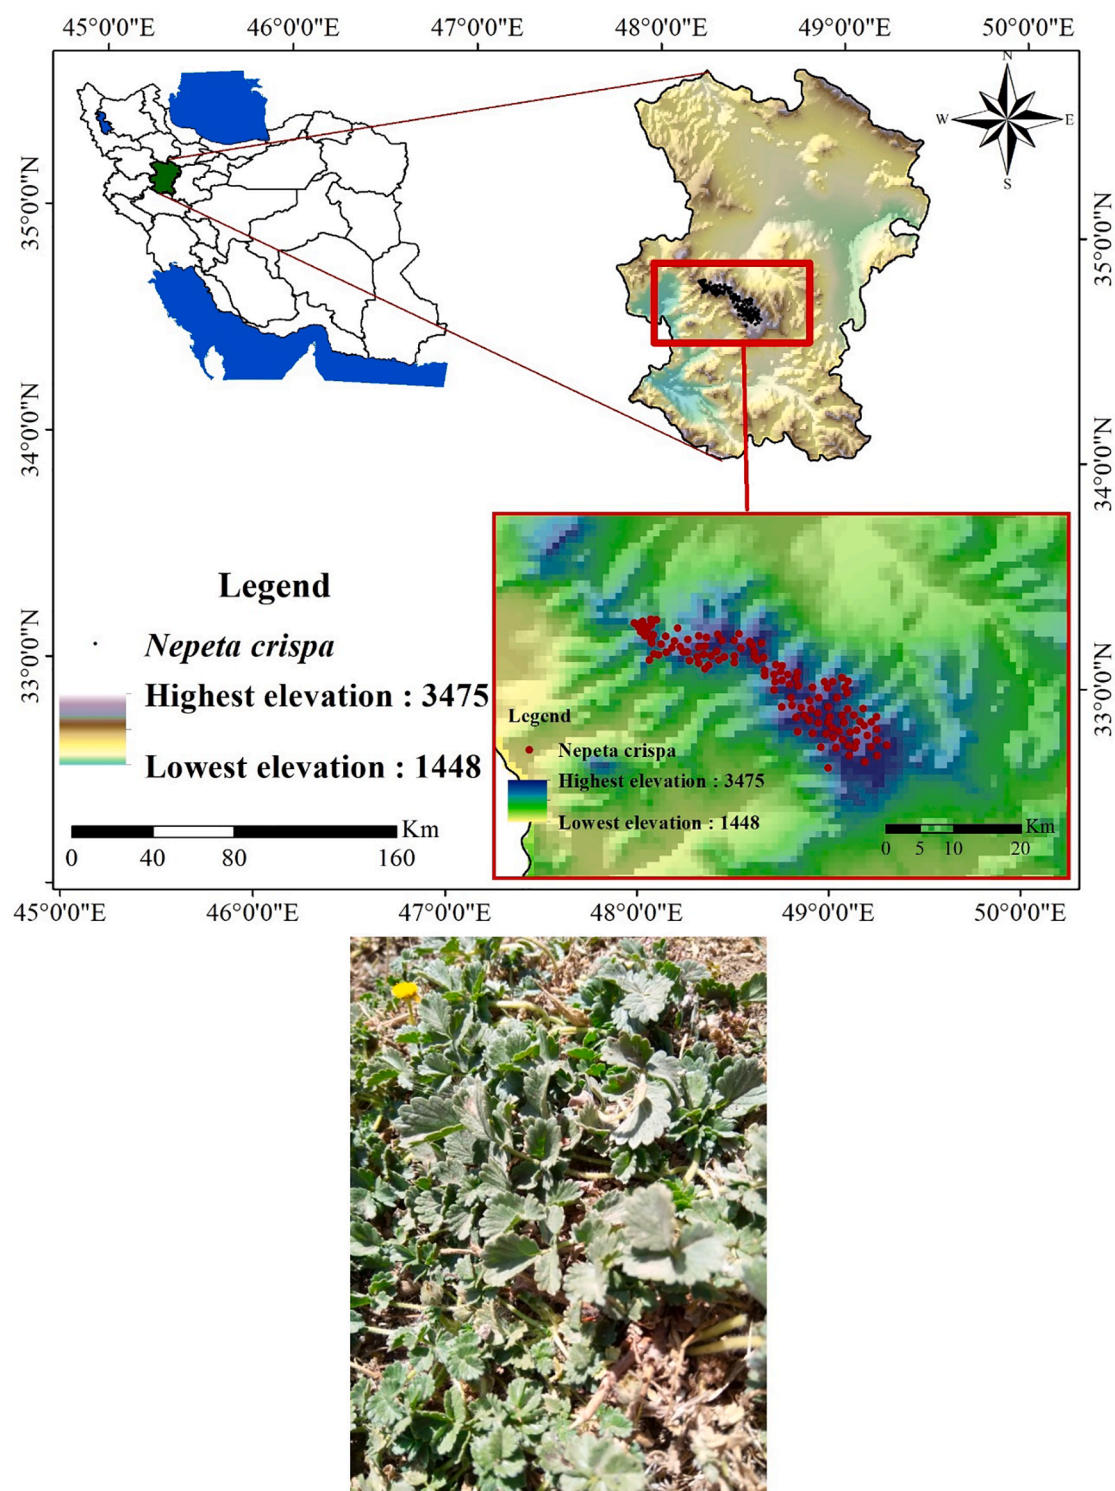 45°0'0"E 46°0'0"E 47°0'0"E 48°0'0"E 49°0'0"E 50°0'0"E
N
W E
S
35°0'0"N
34°0'0"N
33°0'0"N
35°0'0"N
34°0'0"N
33°0'0"N
Legend
Nepeta crispa
Highest elevation : 3475
Lowest elevation : 1448
Km
0 40 80 160
Legend
Nepeta crispa
Highest elevation : 3475
Lowest elevation : 1448
Km
0 5 10 20
45°0'0"E 46°0'0"E 47°0'0"E 48°0'0"E 49°0'0"E 50°0'0"E